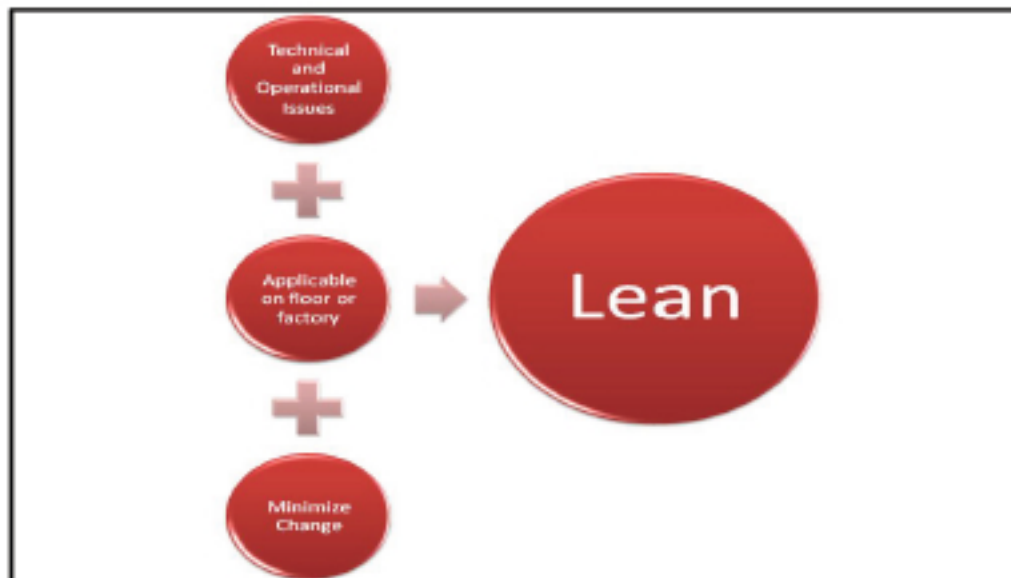 Technical
and
Operational
Issues
Applicable
on floor or
factory
Lean
Minimize
Change